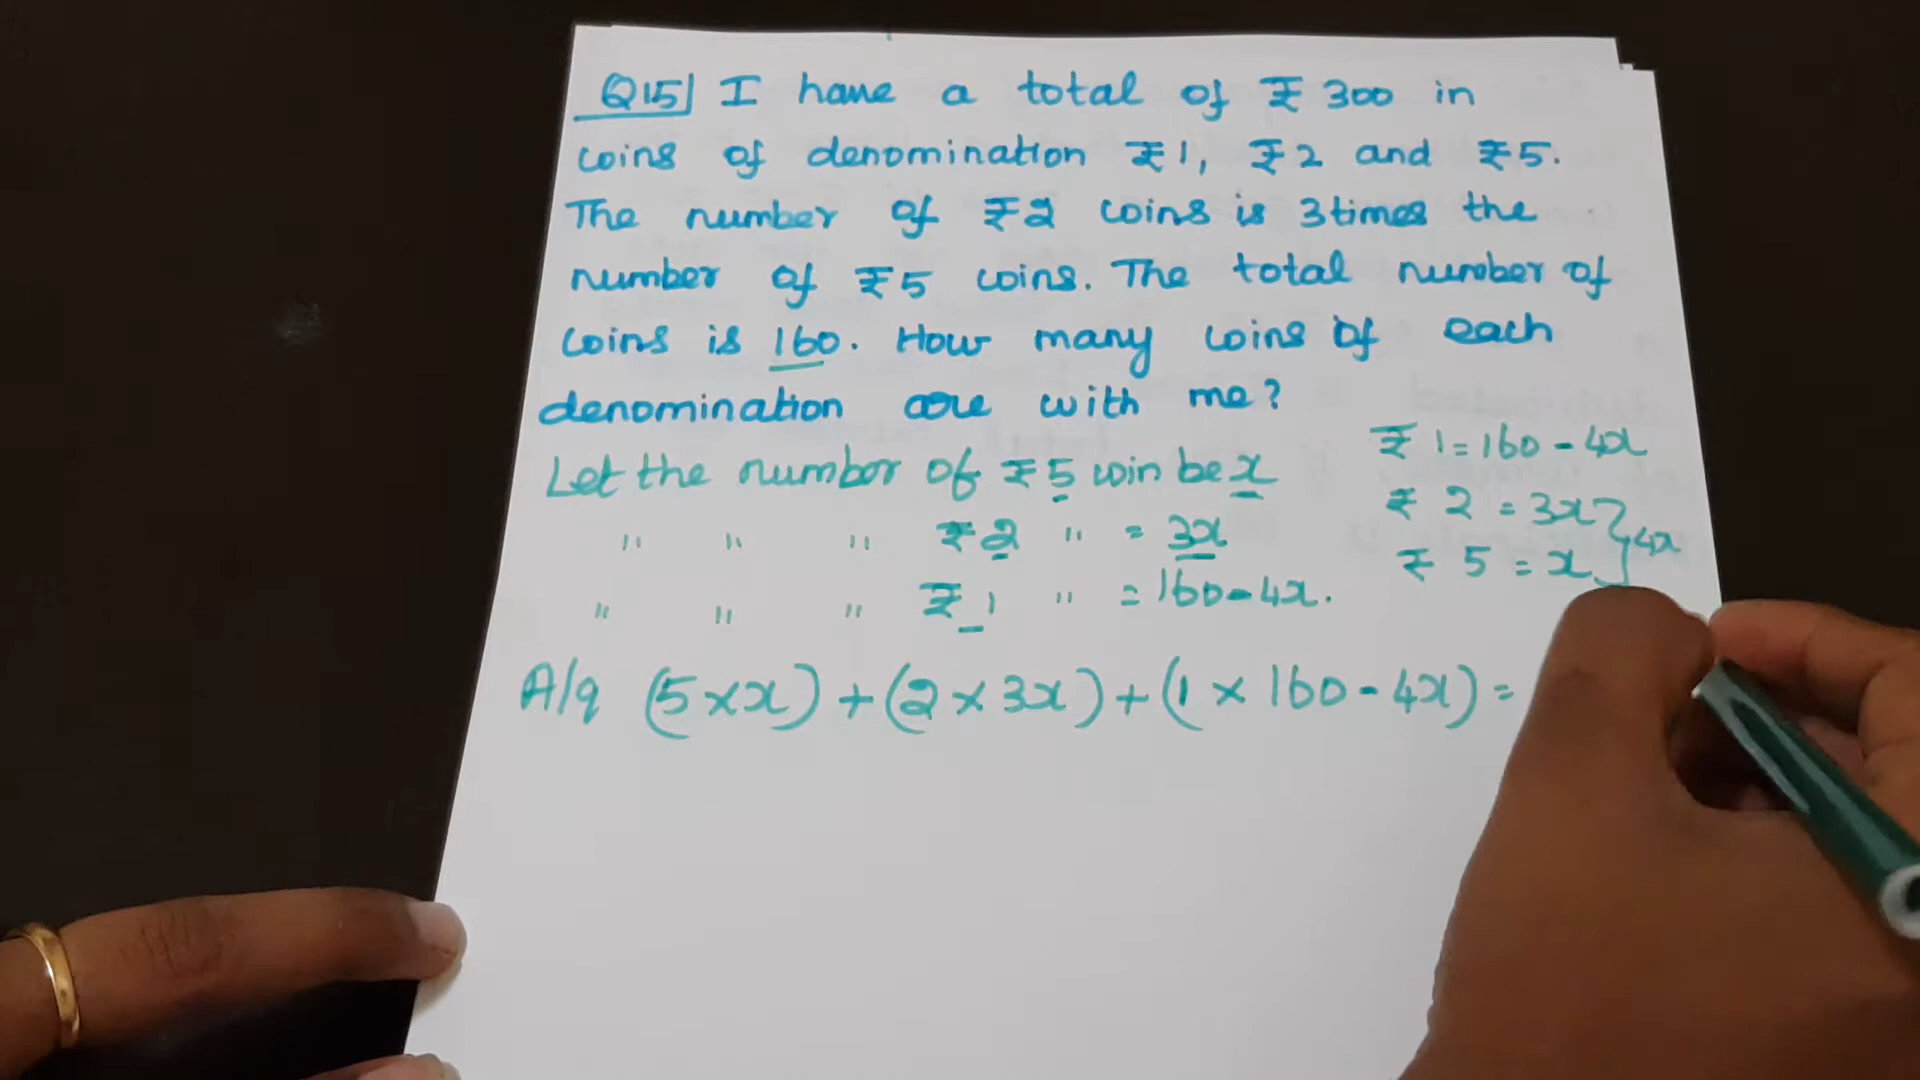 Q15] I have a total of ₹ 300 in
coins of denomination ₹1, ₹2 and ₹5.
The number of ₹2 coins is 3 times the
number of ₹5 coins. The total number of
coins is 160. How many coins of each
denomination are with me?
Let the number of ₹5 coin be x
" " " ₹2 " = 3x
" " " ₹1 " = 160-4x.
₹ 1 = 160 - 4x
₹ 2 = 3x
₹ 5 = x } 4x
A/q (5×x) + (2 × 3x) + (1 × 160 - 4x) =